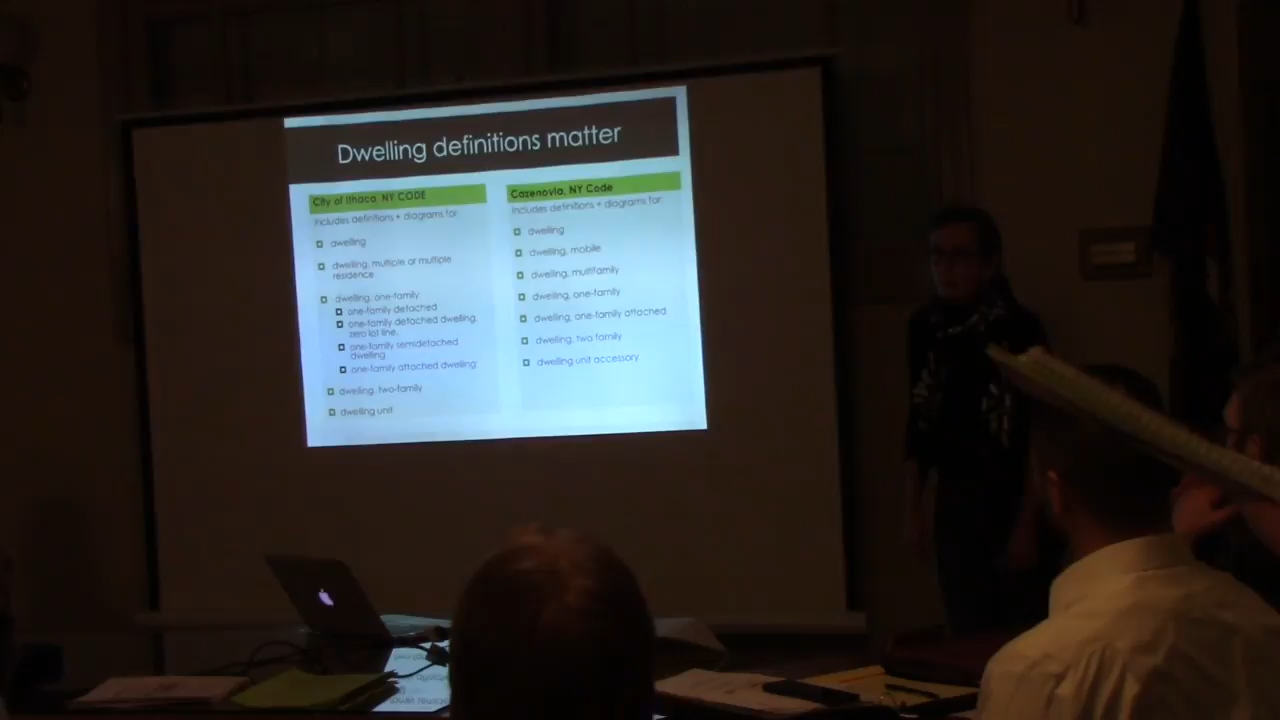 Dwelling definitions matter
City of Ithaca, NY CODE
Includes definitions + diagrams for:
dwelling
dwelling, multiple or multiple
residence
dwelling, one-family
one-family detached
one-family detached dwelling,
zero lot line.
one-family semidetached
dwelling
one-family attached dwelling;
dwelling, two-family
dwelling unit
Cazenovia, NY Code
Includes definitions + diagrams for:
dwelling
dwelling, mobile
dwelling, multifamily
dwelling, one-family
dwelling, one-family attached
dwelling, two family
dwelling unit accessory